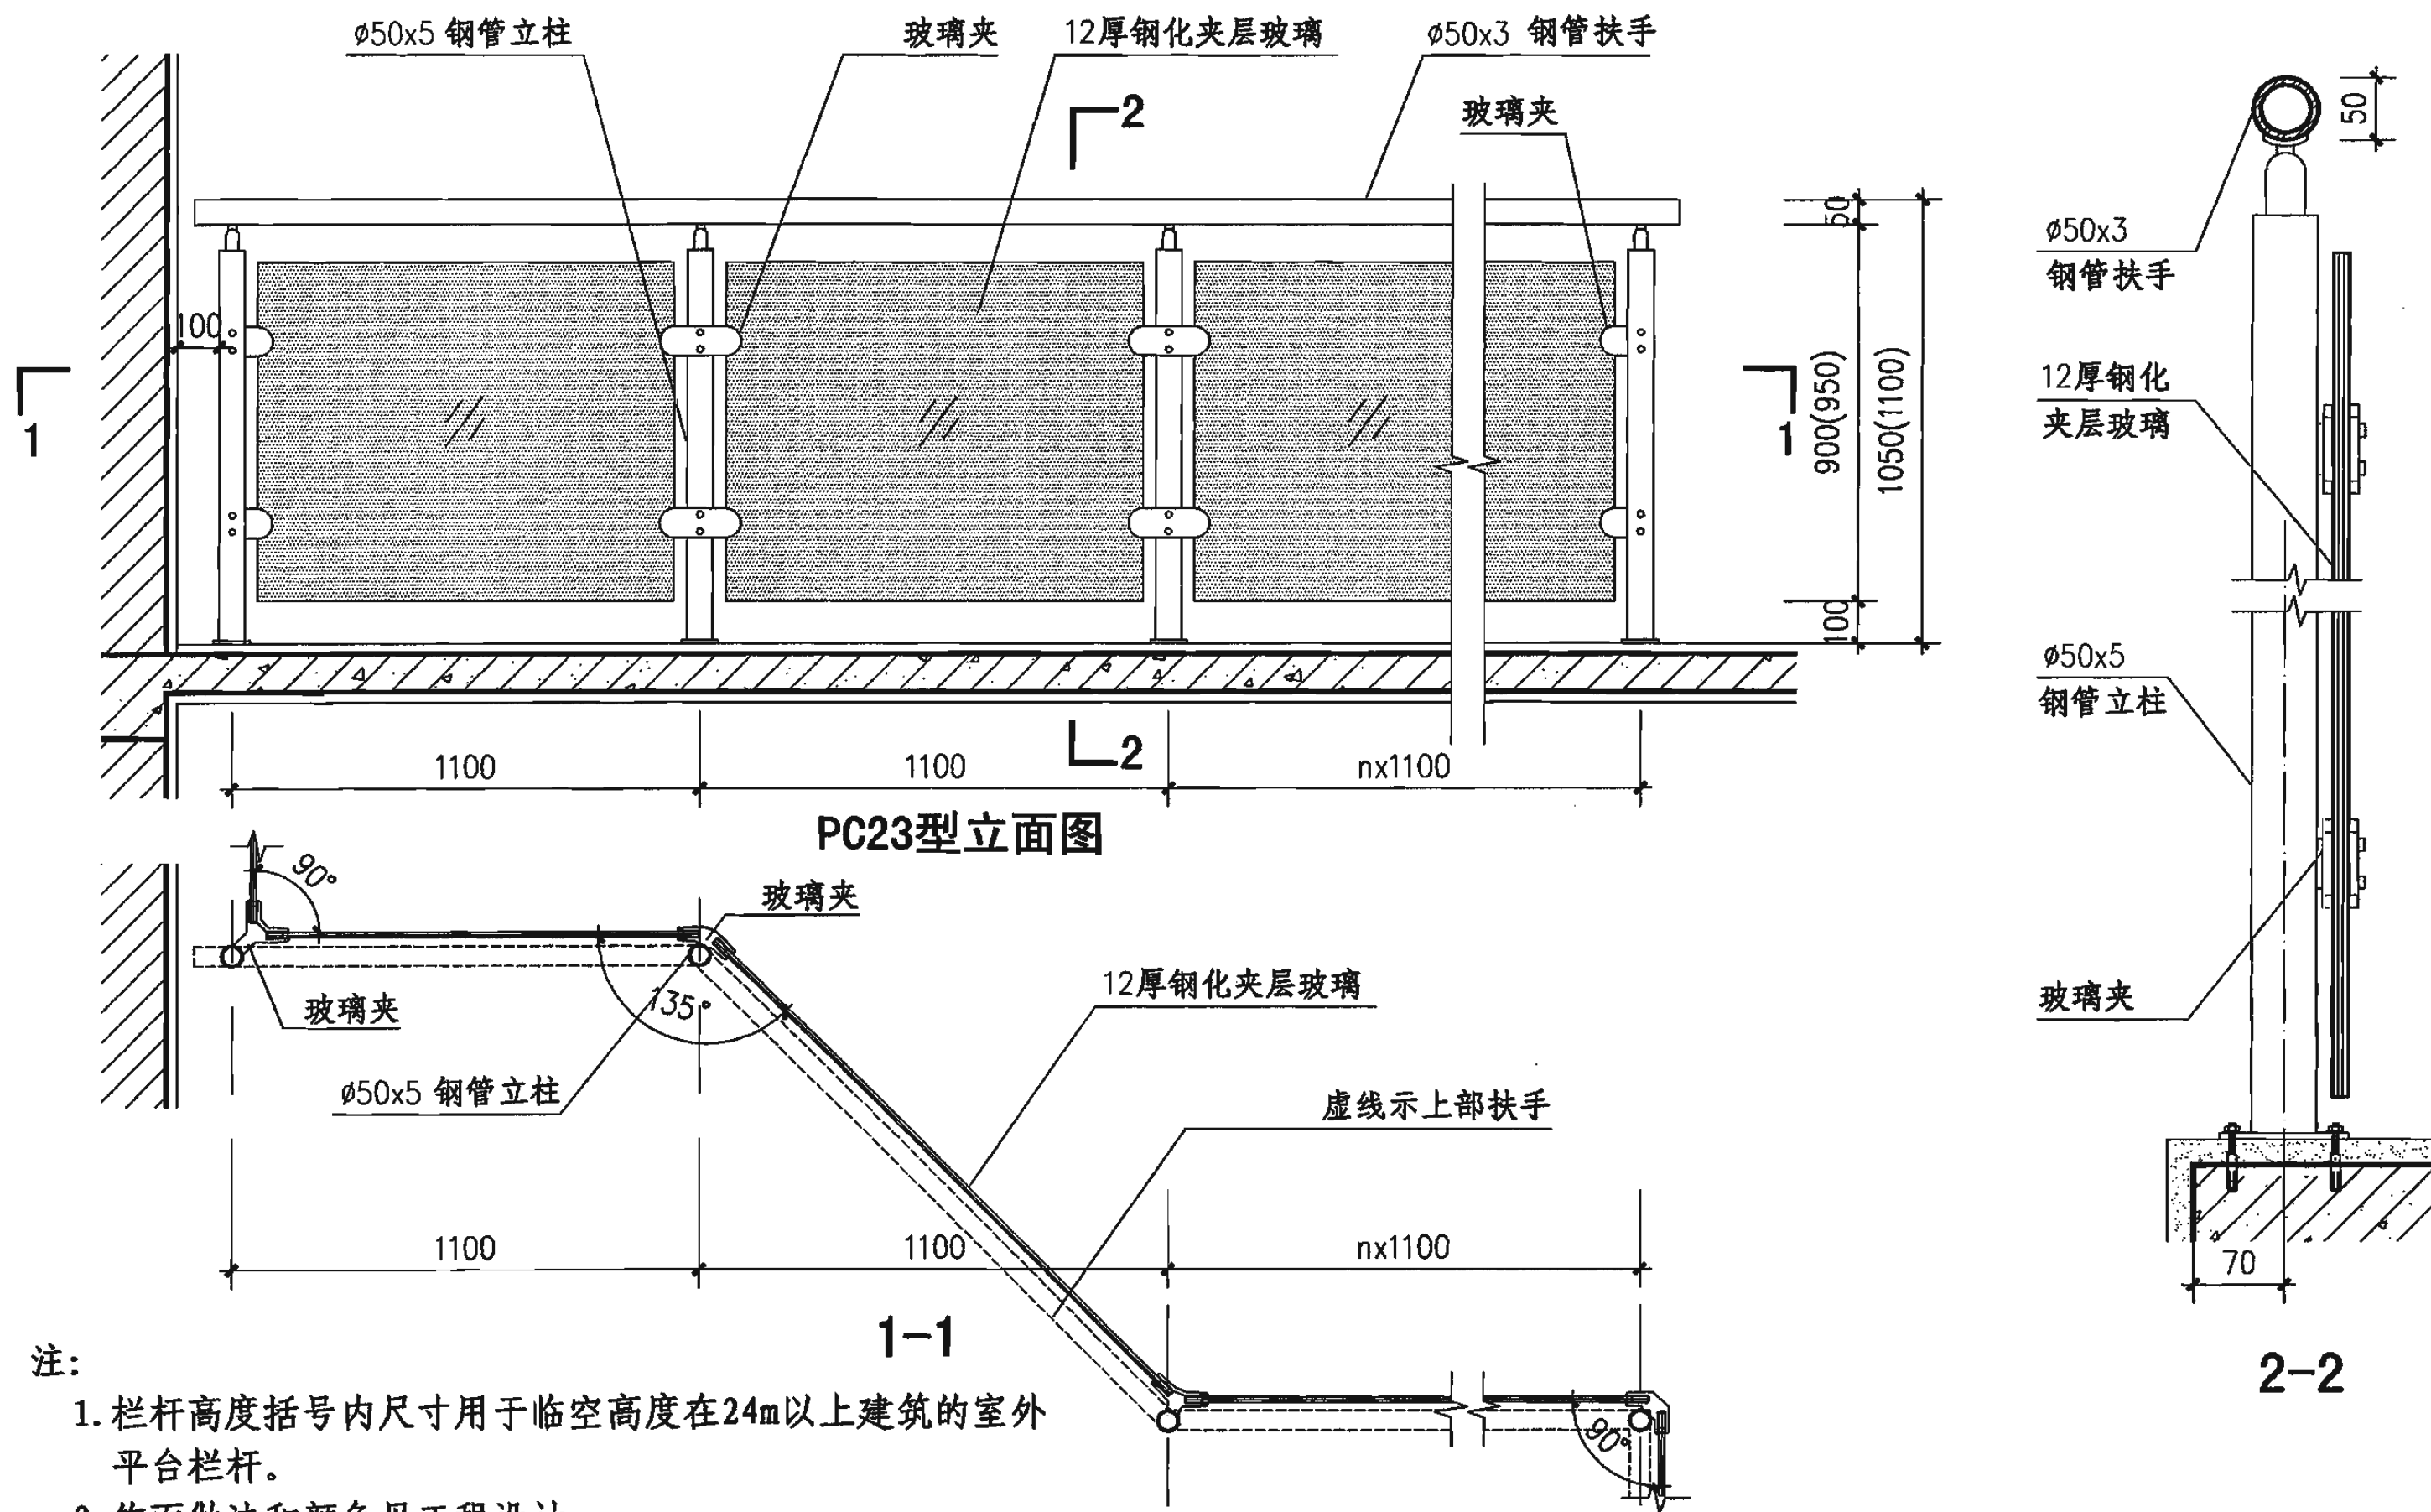 ø50x5 钢管立柱
玻璃夹
12厚钢化夹层玻璃
ø50x3 钢管扶手
玻璃夹
2
50
50
100
900(950)
1050(1100)
100
1
1
1100
1100
nx1100
2
PC23型立面图
ø50x3
钢管扶手
12厚钢化
夹层玻璃
ø50x5
钢管立柱
玻璃夹
70
2-2
90°
玻璃夹
玻璃夹
135°
12厚钢化夹层玻璃
ø50x5 钢管立柱
虚线示上部扶手
1100
1100
nx1100
90°
1-1
注:
1.栏杆高度括号内尺寸用于临空高度在24m以上建筑的室外
平台栏杆。